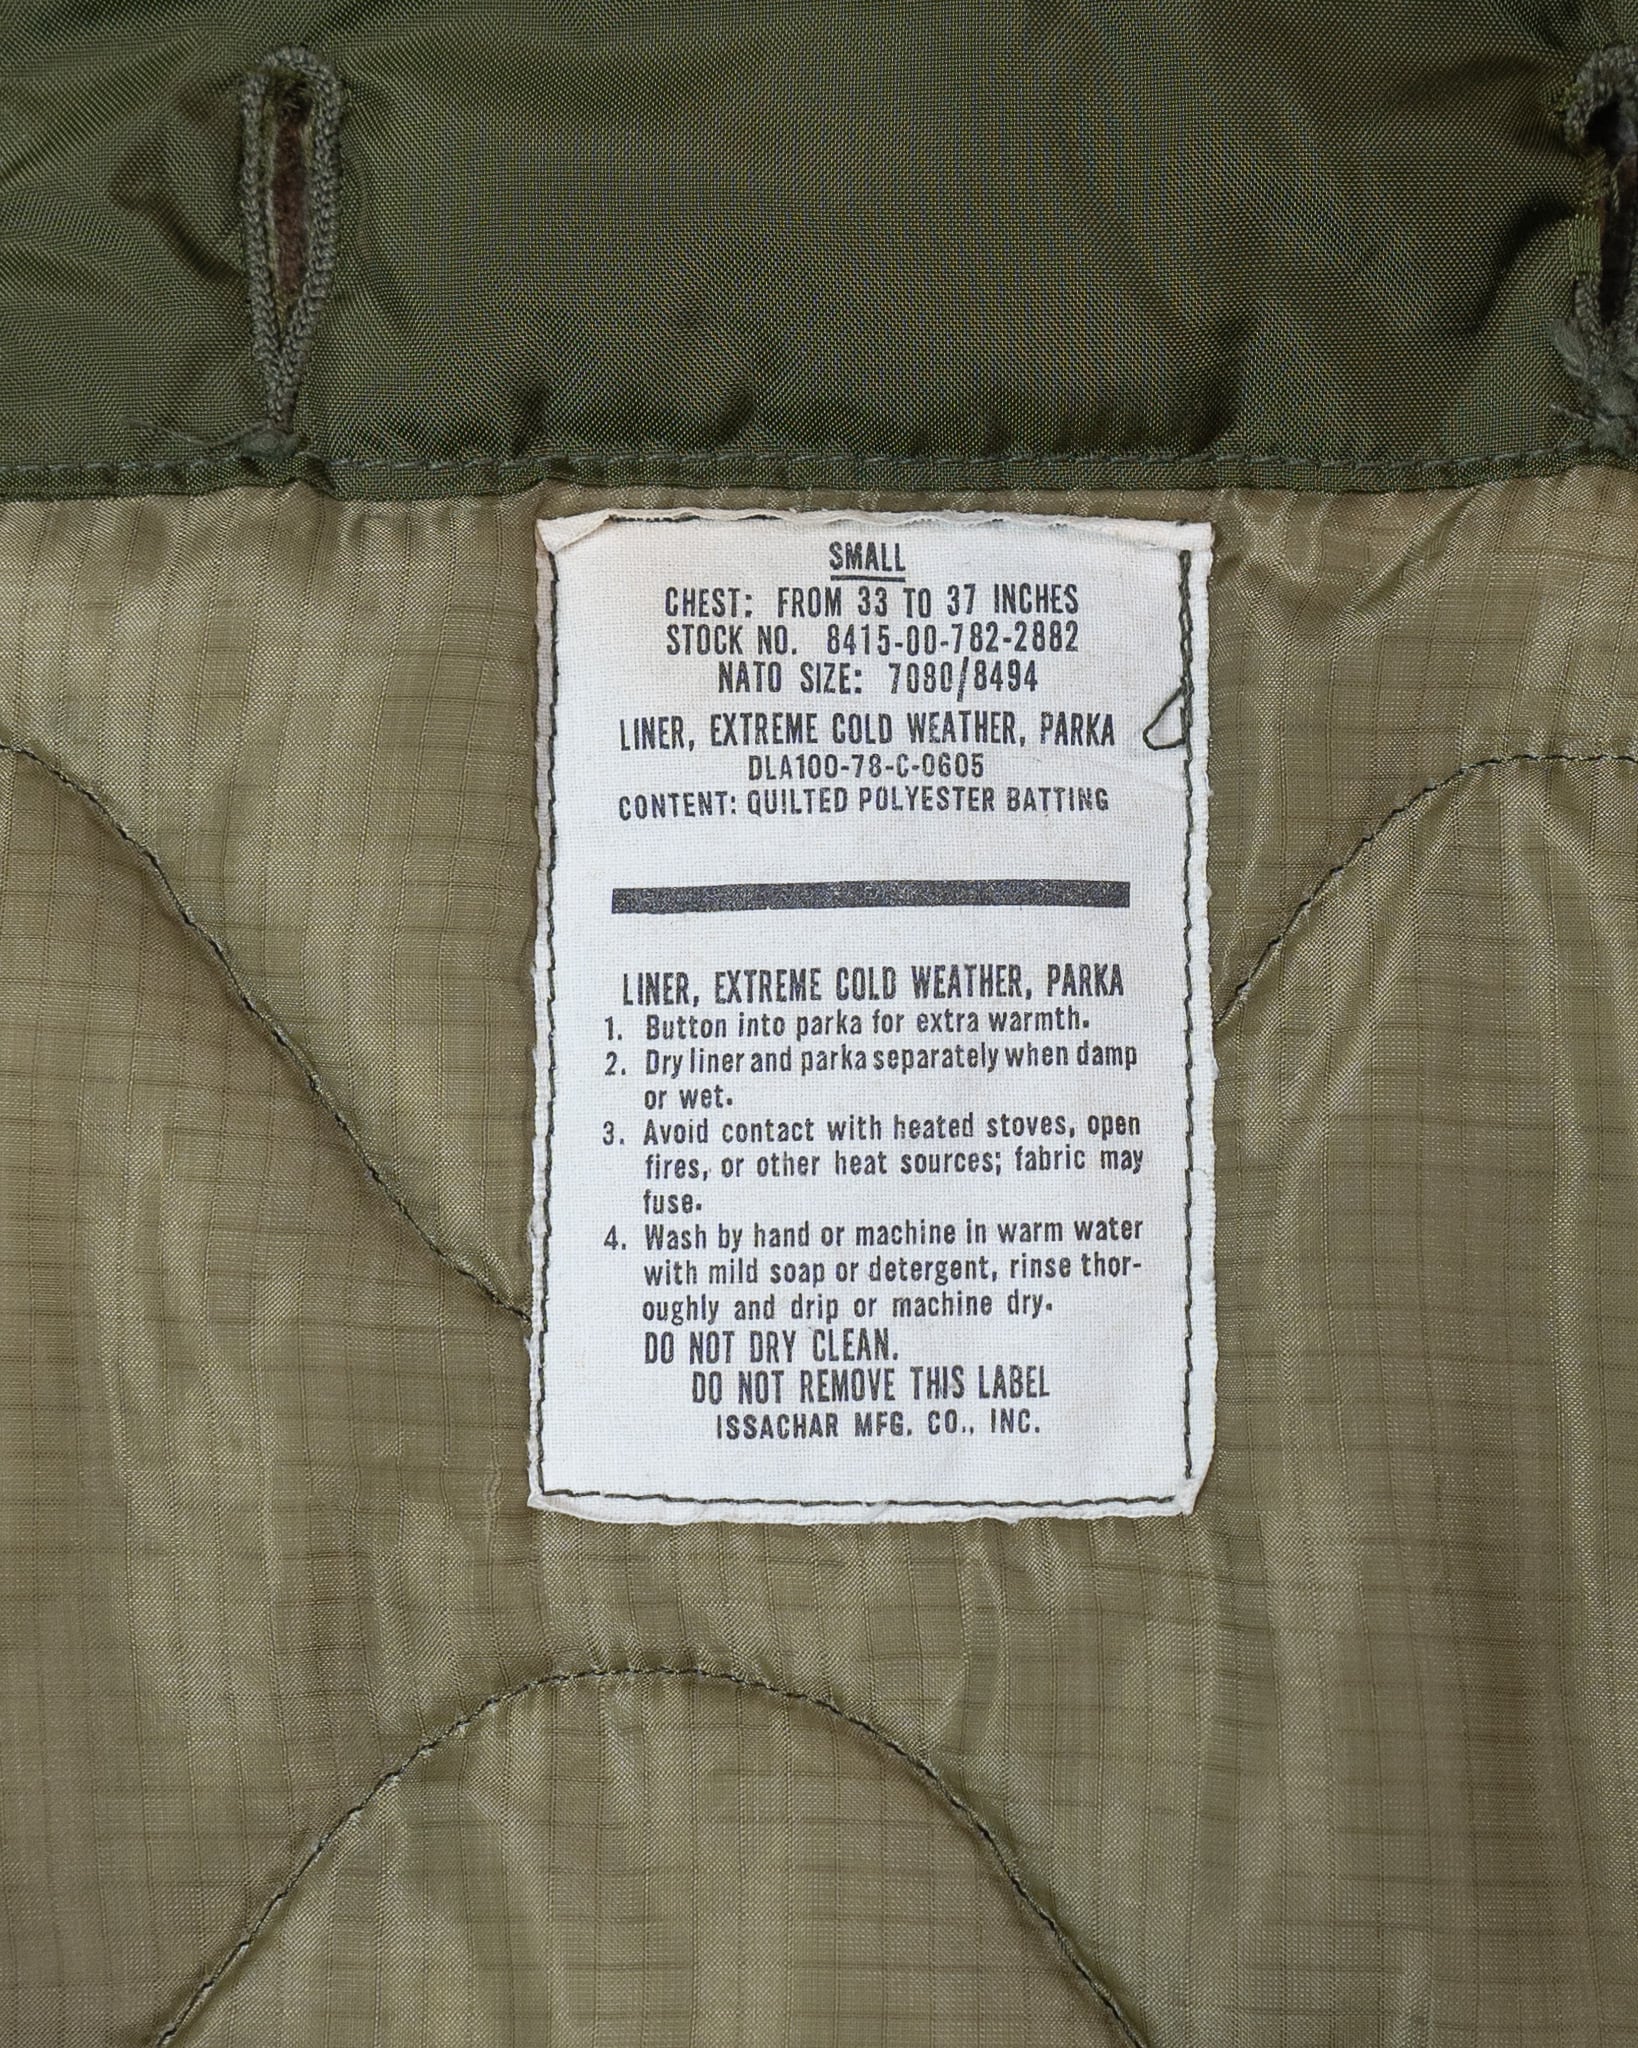 SMALL
CHEST: FROM 33 TO 37 INCHES
STOCK NO. 8415-00-782-2882
NATO SIZE: 7080/8494
LINER, EXTREME COLD WEATHER, PARKA
DLA100-78-C-0605
CONTENT: QUILTED POLYESTER BATTING
LINER, EXTREME COLD WEATHER, PARKA
1. Button into parka for extra warmth.
2. Dry liner and parka separately when damp
or wet.
3. Avoid contact with heated stoves, open
fires, or other heat sources; fabric may
fuse.
4. Wash by hand or machine in warm water
with mild soap or detergent, rinse thor-
oughly and drip or machine dry.
DO NOT DRY CLEAN.
DO NOT REMOVE THIS LABEL
ISSACHAR MFG. CO., INC.